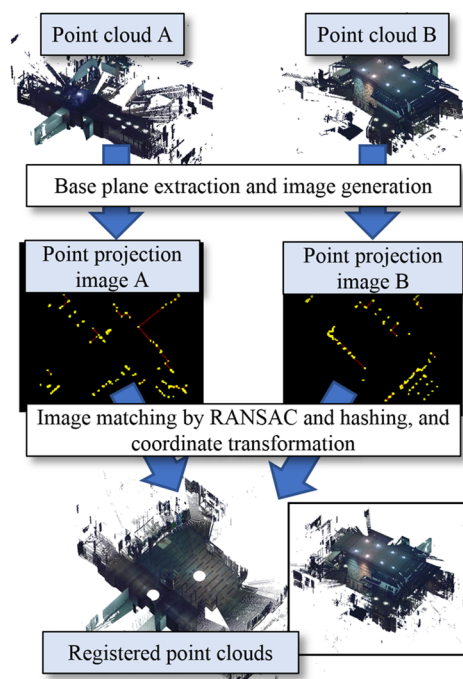 Point cloud A
Point cloud B
Base plane extraction and image generation
Point projection
image A
Point projection
image B
Image matching by RANSAC and hashing, and
coordinate transformation
Registered point clouds